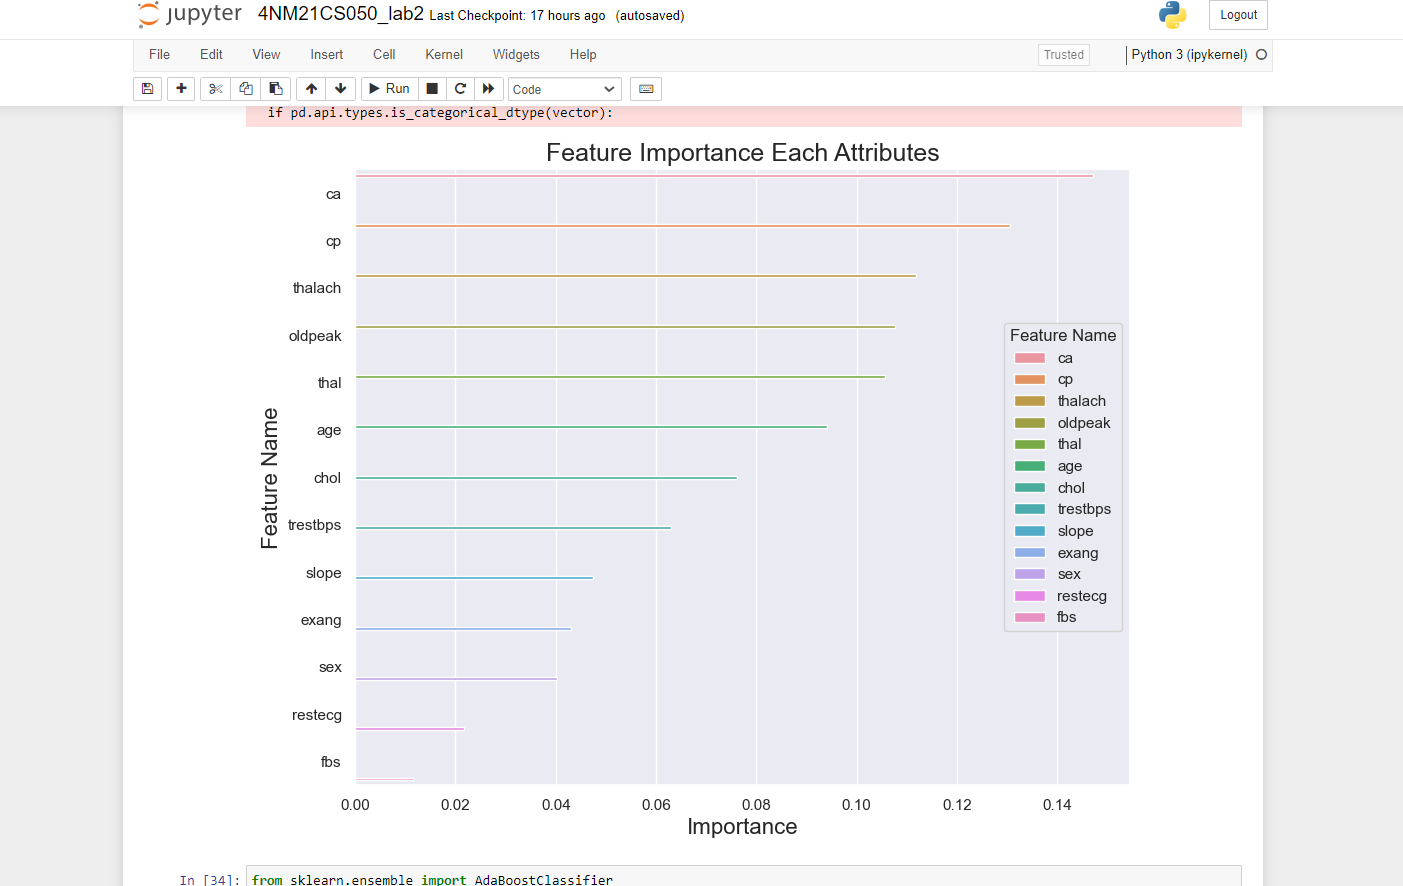 jupyter 4NM21CS050_lab2 Last Checkpoint: 17 hours ago (autosaved) Logout
File Edit View Insert Cell Kernel Widgets Help Trusted Python 3 (ipykernel)
Run Code
if pd.api.types.is_categorical_dtype(vector):
Feature Importance Each Attributes
ca
cp
thalach
oldpeak
thal
age
chol
trestbps
slope
exang
sex
restecg
fbs
Feature Name
Feature Name
ca
cp
thalach
oldpeak
thal
age
chol
trestbps
slope
exang
sex
restecg
fbs
0.00 0.02 0.04 0.06 0.08 0.10 0.12 0.14
Importance
In [34]: from sklearn.ensemble import AdaBoostClassifier